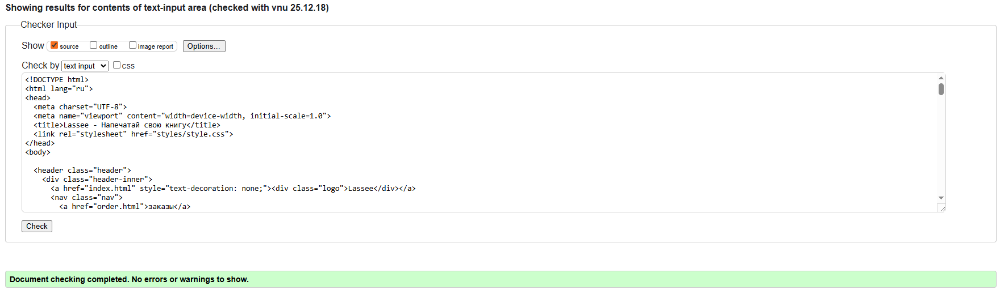 Showing results for contents of text-input area (checked with vnu 25.12.18)
Checker Input
Show source outline image report Options...
Check by text input css
<!DOCTYPE html>
<html lang="ru">
<head>
  <meta charset="UTF-8">
  <meta name="viewport" content="width=device-width, initial-scale=1.0">
  <title>Lassee - Напечатай свою книгу</title>
  <link rel="stylesheet" href="styles/style.css">
</head>
<body>
  <header class="header">
    <div class="header-inner">
      <a href="index.html" style="text-decoration: none;"><div class="logo">Lassee</div></a>
      <nav class="nav">
        <a href="order.html">заказы</a>
Check
Document checking completed. No errors or warnings to show.